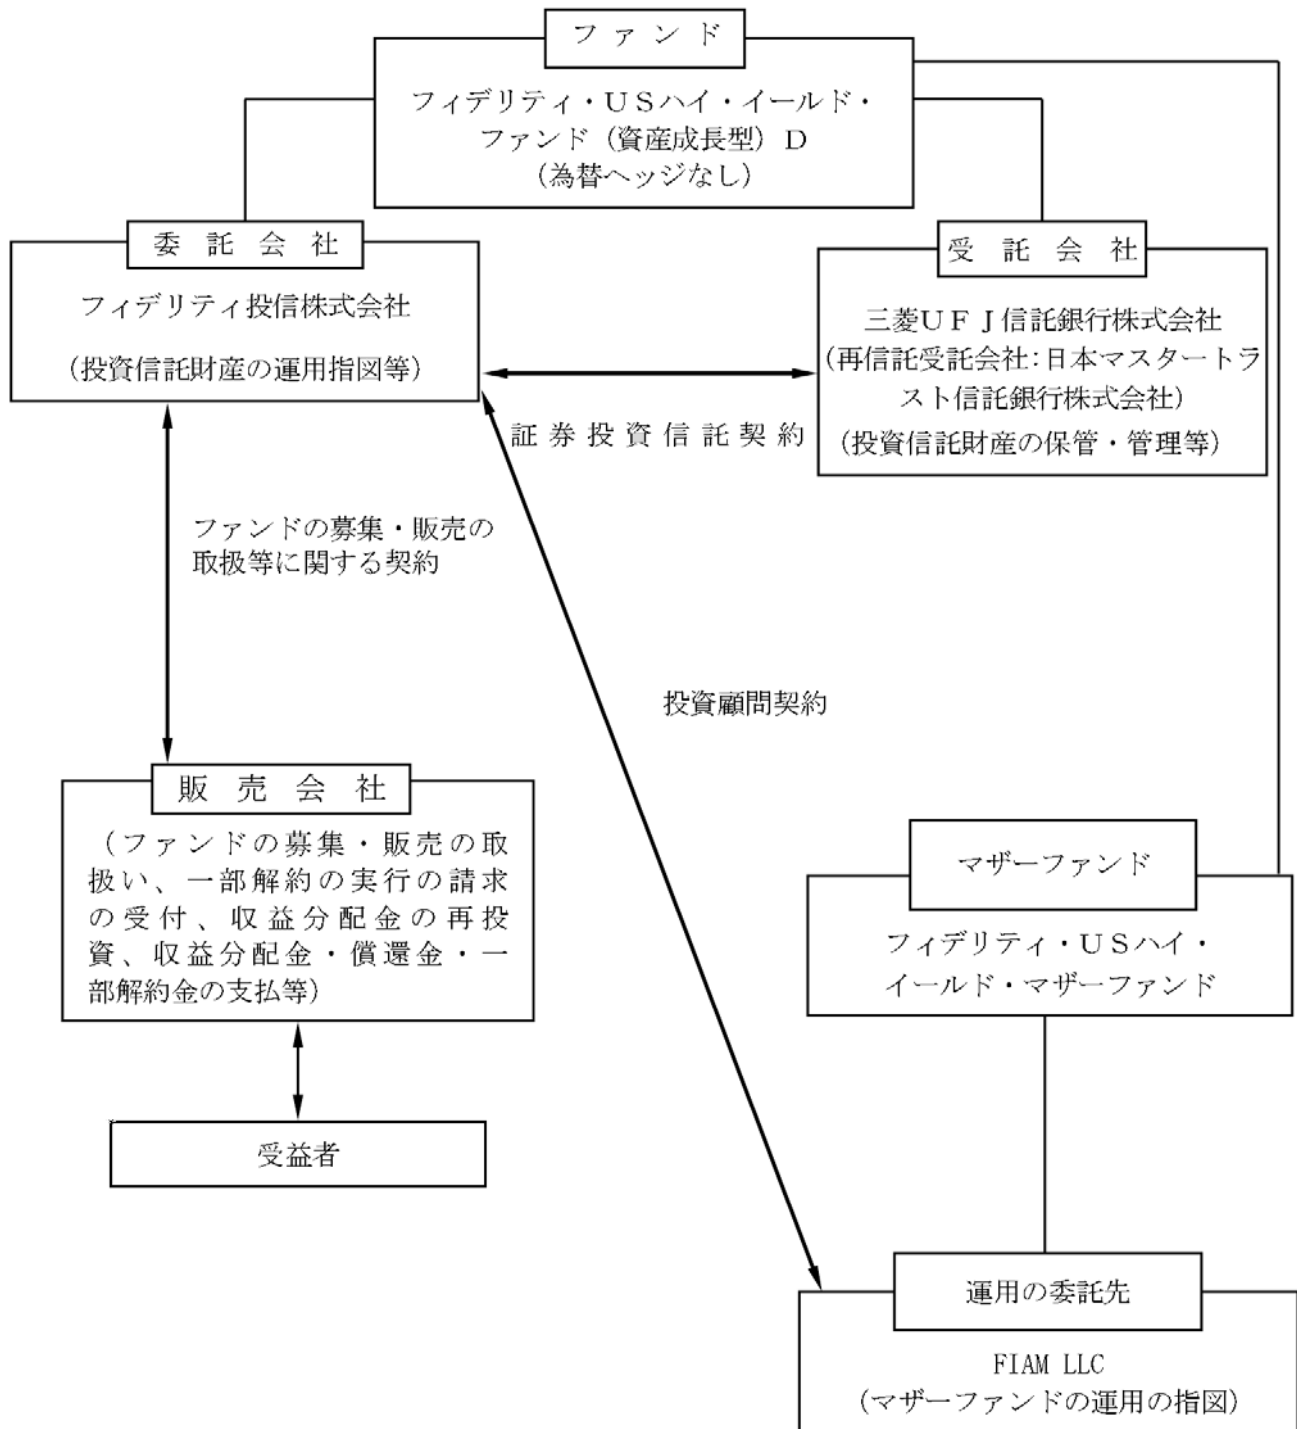 ファンド
フィデリティ・ＵＳハイ・イールド・
ファンド（資産成長型）Ｄ
（為替ヘッジなし）
委託会社
フィデリティ投信株式会社
（投資信託財産の運用指図等）
受託会社
三菱ＵＦＪ信託銀行株式会社
（再信託受託会社：日本マスタートラ
スト信託銀行株式会社）
（投資信託財産の保管・管理等）
証券投資信託契約
ファンドの募集・販売の
取扱等に関する契約
投資顧問契約
販売会社
（ファンドの募集・販売の取
扱い、一部解約の実行の請求
の受付、収益分配金の再投
資、収益分配金・償還金・一
部解約金の支払等）
受益者
マザーファンド
フィデリティ・ＵＳハイ・
イールド・マザーファンド
運用の委託先
FIAM LLC
（マザーファンドの運用の指図）